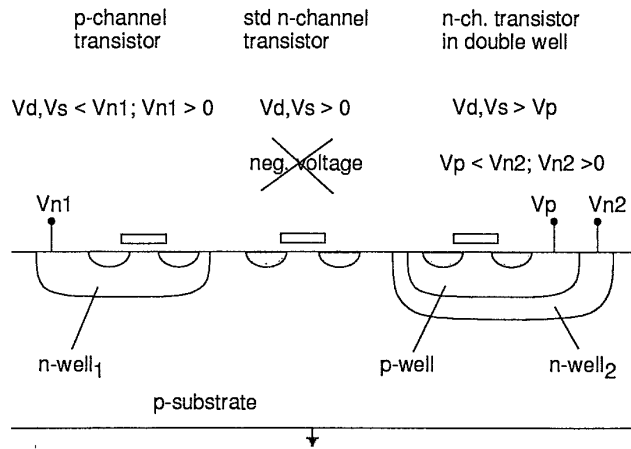 p-channel
transistor
std n-channel
transistor
n-ch. transistor
in double well
Vd,Vs < Vn1; Vn1 > 0
Vd,Vs > 0
Vd,Vs > Vp
neg. voltage
Vp < Vn2; Vn2 >0
Vn1
Vp
Vn2
n-well1
p-well
n-well2
p-substrate